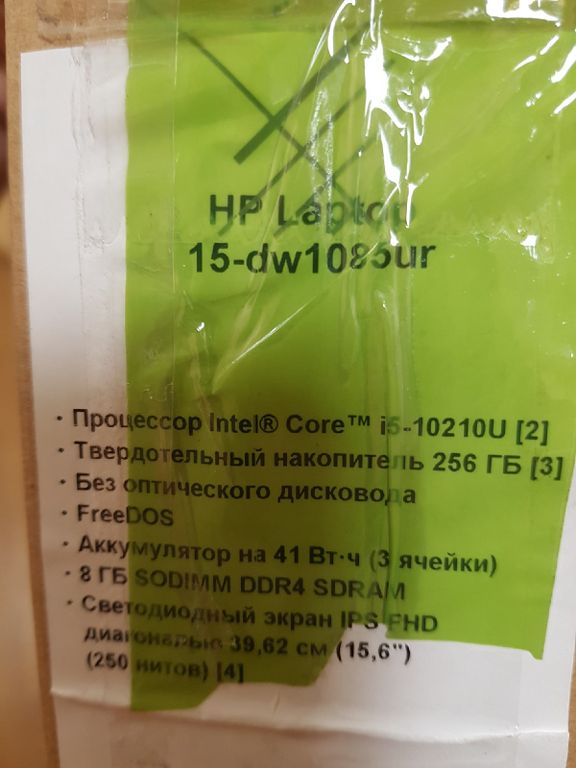 HP Laptop
15-dw1085ur
· Процессор Intel® Core™ i5-10210U [2]
· Твердотельный накопитель 256 ГБ [3]
· Без оптического дисковода
· FreeDOS
· Аккумулятор на 41 Вт·ч (3 ячейки)
· 8 ГБ SODIMM DDR4 SDRAM
· Светодиодный экран IPS FHD
диагональю 39,62 см (15,6")
(250 нитов) [4]